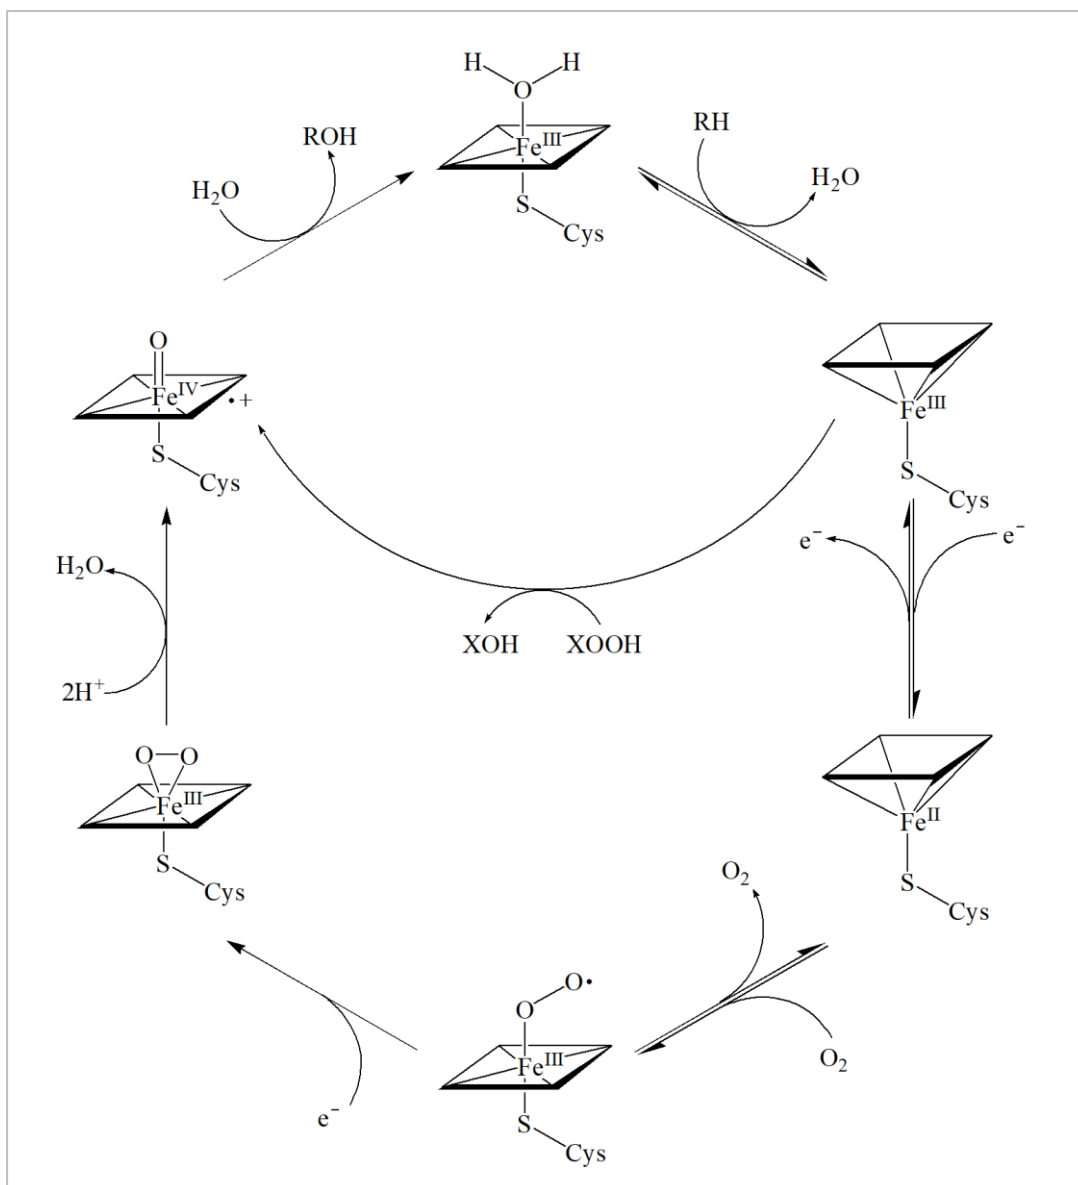 H H
O
Fe^III
S
Cys
RH
H₂O
ROH
H₂O
O
Fe^IV
•+
S
Cys
Fe^III
S
Cys
e⁻ e⁻
XOH XOOH
H₂O
2H⁺
O O
Fe^III
S
Cys
Fe^II
S
Cys
O₂
O₂
O•
O
Fe^III
S
Cys
e⁻